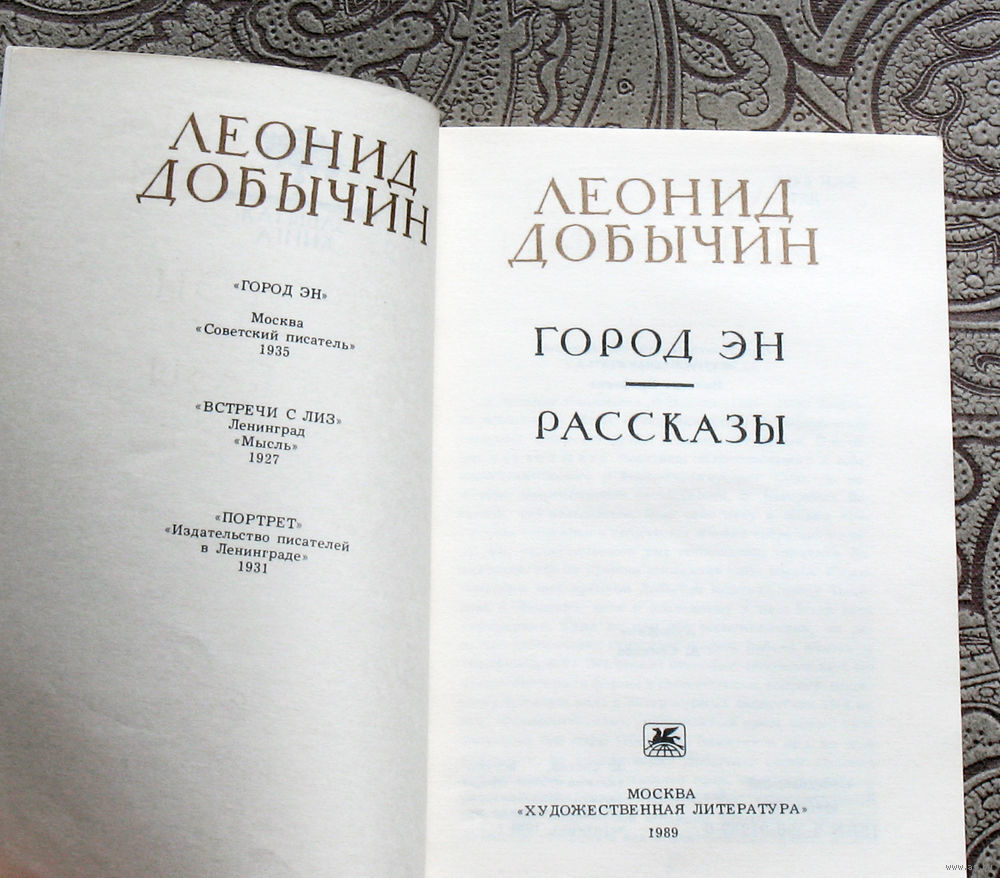 ЛЕОНИД
ДОБЫЧИН
«ГОРОД ЭН»
Москва
«Советский писатель»
1935
«ВСТРЕЧИ С ЛИЗ»
Ленинград
«Мысль»
1927
«ПОРТРЕТ»
«Издательство писателей
в Ленинграде»
1931
ЛЕОНИД
ДОБЫЧИН
ГОРОД ЭН
РАССКАЗЫ
МОСКВА
«ХУДОЖЕСТВЕННАЯ ЛИТЕРАТУРА»
1989